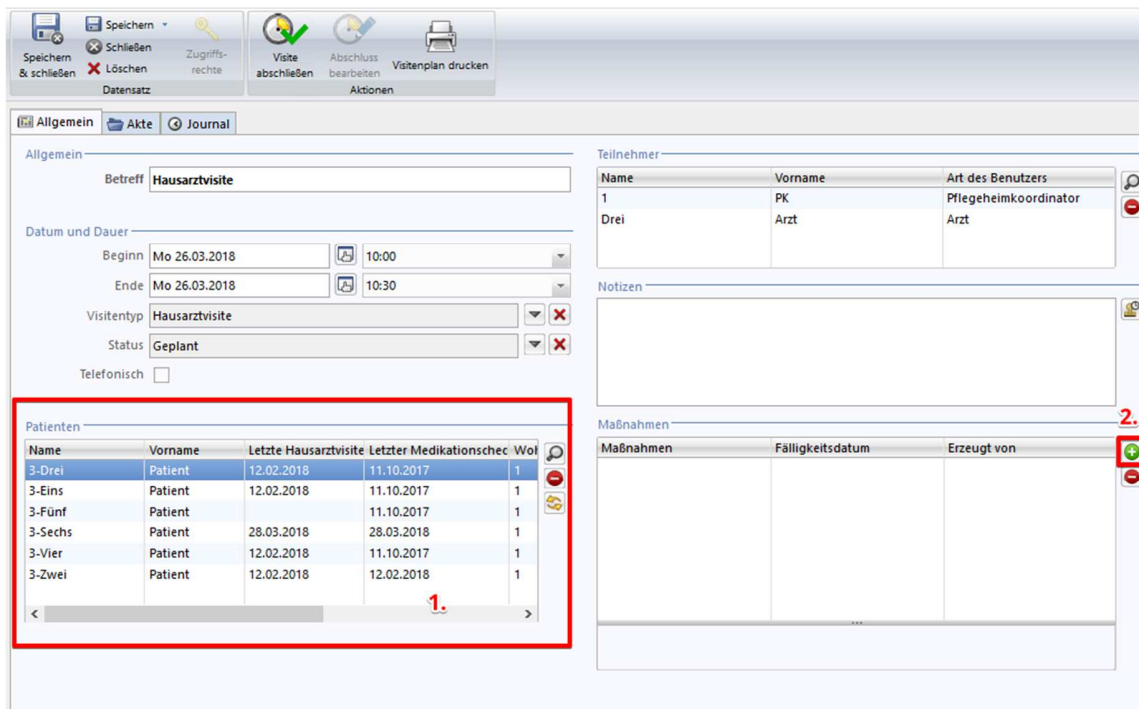 Speichern & schließen
Speichern
Schließen
Löschen
Zugriffs-
rechte
Datensatz
Visite
abschließen
Abschluss
bearbeiten
Visitenplan drucken
Aktionen
Allgemein Akte Journal
Allgemein
Betreff Hausarztvisite
Datum und Dauer
Beginn Mo 26.03.2018 10:00
Ende Mo 26.03.2018 10:30
Visitentyp Hausarztvisite
Status Geplant
Telefonisch
Patienten
Name Vorname Letzte Hausarztvisite Letzter Medikationschec Wol
3-Drei Patient 12.02.2018 11.10.2017 1
3-Eins Patient 12.02.2018 11.10.2017 1
3-Fünf Patient 11.10.2017 1
3-Sechs Patient 28.03.2018 28.03.2018 1
3-Vier Patient 12.02.2018 11.10.2017 1
3-Zwei Patient 12.02.2018 12.02.2018 1
1.
Teilnehmer
Name Vorname Art des Benutzers
1 PK Pflegeheimkoordinator
Drei Arzt Arzt
Notizen
Maßnahmen
2.
Maßnahmen Fälligkeitsdatum Erzeugt von